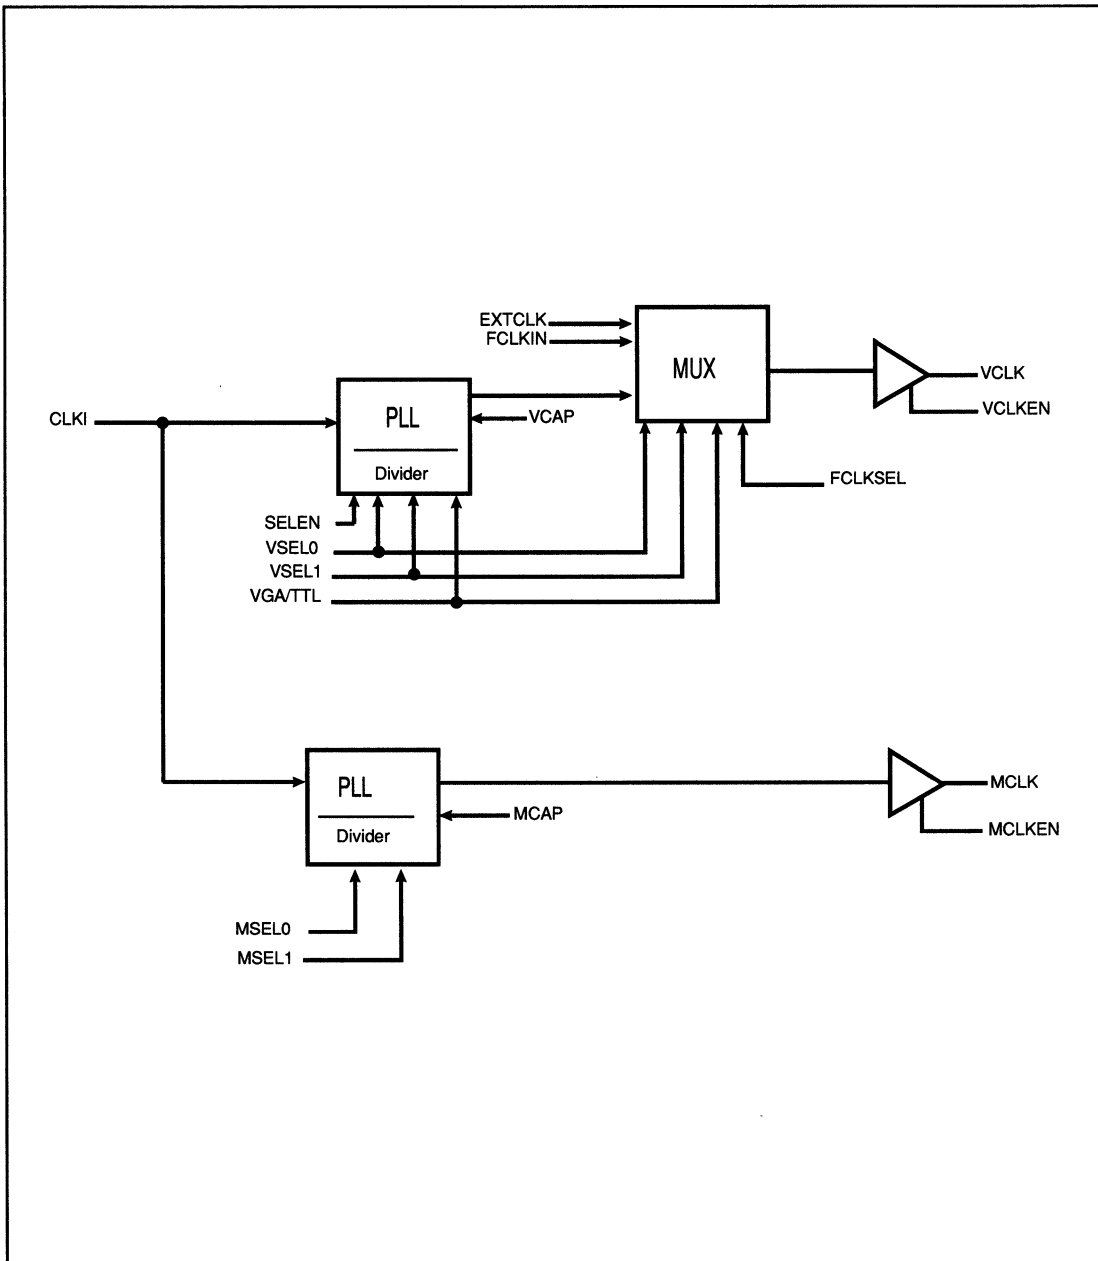 EXTCLK
FCLKIN
MUX
VCLK
VCLKEN
CLKI
PLL
Divider
VCAP
FCLKSEL
SELEN
VSEL0
VSEL1
VGA/TTL
PLL
Divider
MCAP
MCLK
MCLKEN
MSEL0
MSEL1